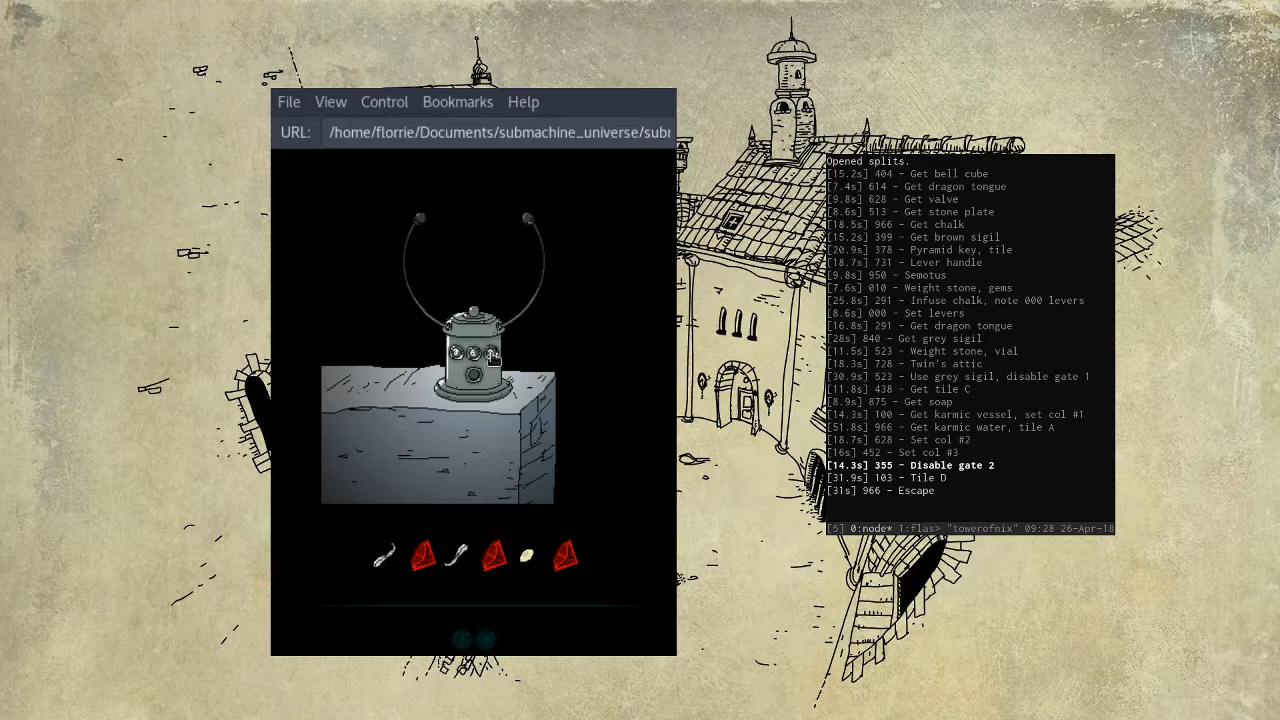 File View Control Bookmarks Help
URL: /home/florrie/Documents/submachine_universe/subm
Opened splits.
[15.2s] 404 – Get bell cube
[7.4s] 614 – Get dragon tongue
[9.8s] 628 – Get valve
[8.6s] 513 – Get stone plate
[18.5s] 966 – Get chalk
[15.2s] 399 – Get brown sigil
[20.9s] 378 – Pyramid key, tile
[18.7s] 731 – Lever handle
[9.8s] 950 – Semotus
[7.6s] 010 – Weight stone, gems
[25.8s] 291 – Infuse chalk, note 000 levers
[8.6s] 000 – Set levers
[16.8s] 291 – Get dragon tongue
[28s] 840 – Get grey sigil
[11.5s] 523 – Weight stone, vial
[18.3s] 728 – Twin's attic
[30.9s] 523 – Use grey sigil, disable gate 1
[11.8s] 438 – Get tile C
[8.9s] 875 – Get soap
[14.3s] 100 – Get karmic vessel, set col #1
[51.8s] 966 – Get karmic water, tile A
[18.7s] 628 – Set col #2
[16s] 452 – Set col #3
[14.3s] 355 – Disable gate 2
[31.9s] 103 – Tile D
[31s] 966 – Escape
[5] 0:node* 1:flas> "towerofnix" 09:28 26-Apr-18